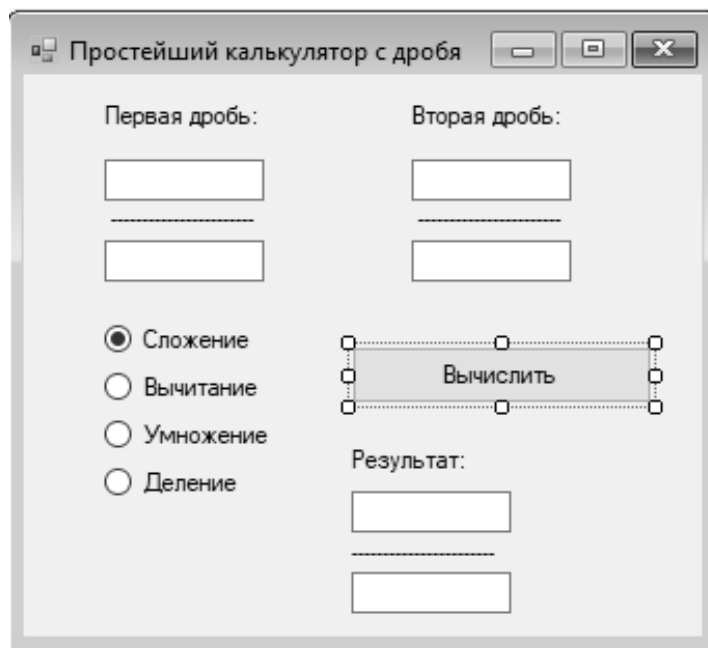 Простейший калькулятор с дробя
Первая дробь:
Вторая дробь:
------------------------
------------------------
Сложение
Вычитание
Умножение
Деление
Вычислить
Результат:
------------------------